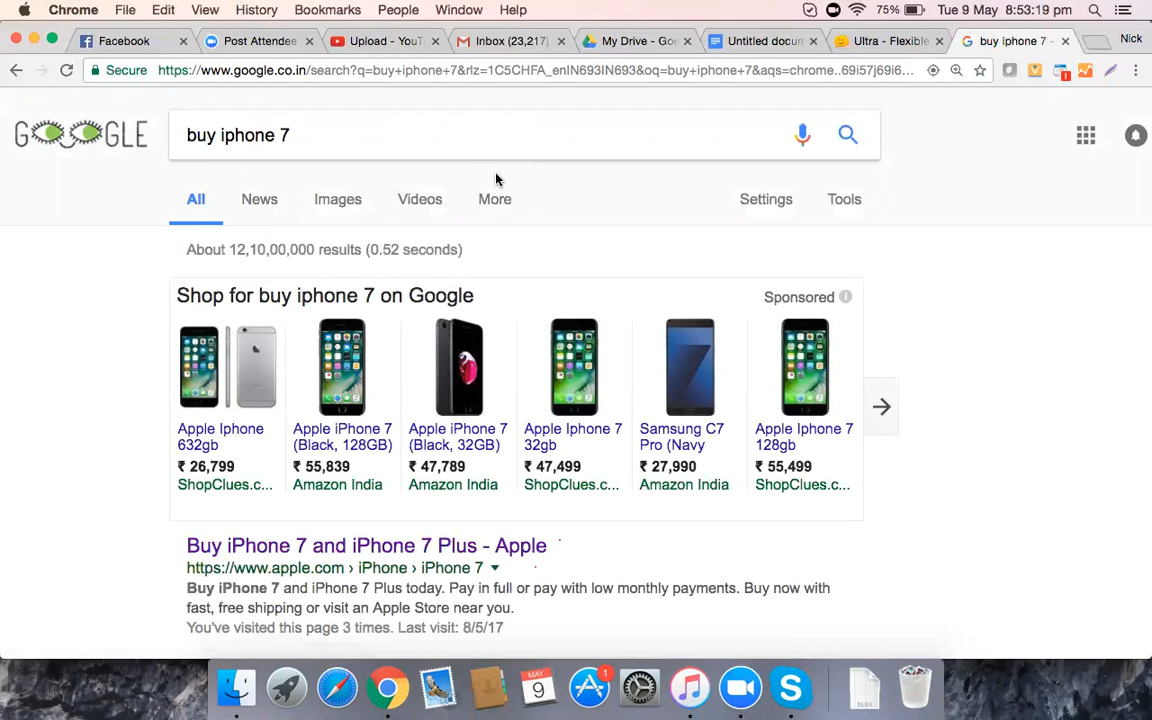 Chrome File Edit View History Bookmarks People Window Help 75% Tue 9 May 8:53:19 pm
Facebook Post Attendee Upload - YouT Inbox (23,217) My Drive - Goo Untitled docun Ultra - Flexible buy iphone 7 - Nick
Secure https://www.google.co.in/search?q=buy+iphone+7&rlz=1C5CHFA_enIN693IN693&oq=buy+iphone+7&aqs=chrome..69i57j69i6...
GOOGLE
buy iphone 7
All News Images Videos More Settings Tools
About 12,10,00,000 results (0.52 seconds)
Shop for buy iphone 7 on Google Sponsored
Apple Iphone Apple iPhone 7 Apple iPhone 7 Apple Iphone 7 Samsung C7 Apple Iphone 7
632gb (Black, 128GB) (Black, 32GB) 32gb Pro (Navy 128gb
₹ 26,799 ₹ 55,839 ₹ 47,789 ₹ 47,499 ₹ 27,990 ₹ 55,499
ShopClues.c... Amazon India Amazon India ShopClues.c... Amazon India ShopClues.c...
Buy iPhone 7 and iPhone 7 Plus - Apple
https://www.apple.com › iPhone › iPhone 7
Buy iPhone 7 and iPhone 7 Plus today. Pay in full or pay with low monthly payments. Buy now with
fast, free shipping or visit an Apple Store near you.
You've visited this page 3 times. Last visit: 8/5/17
MAY
9
1
XLSX